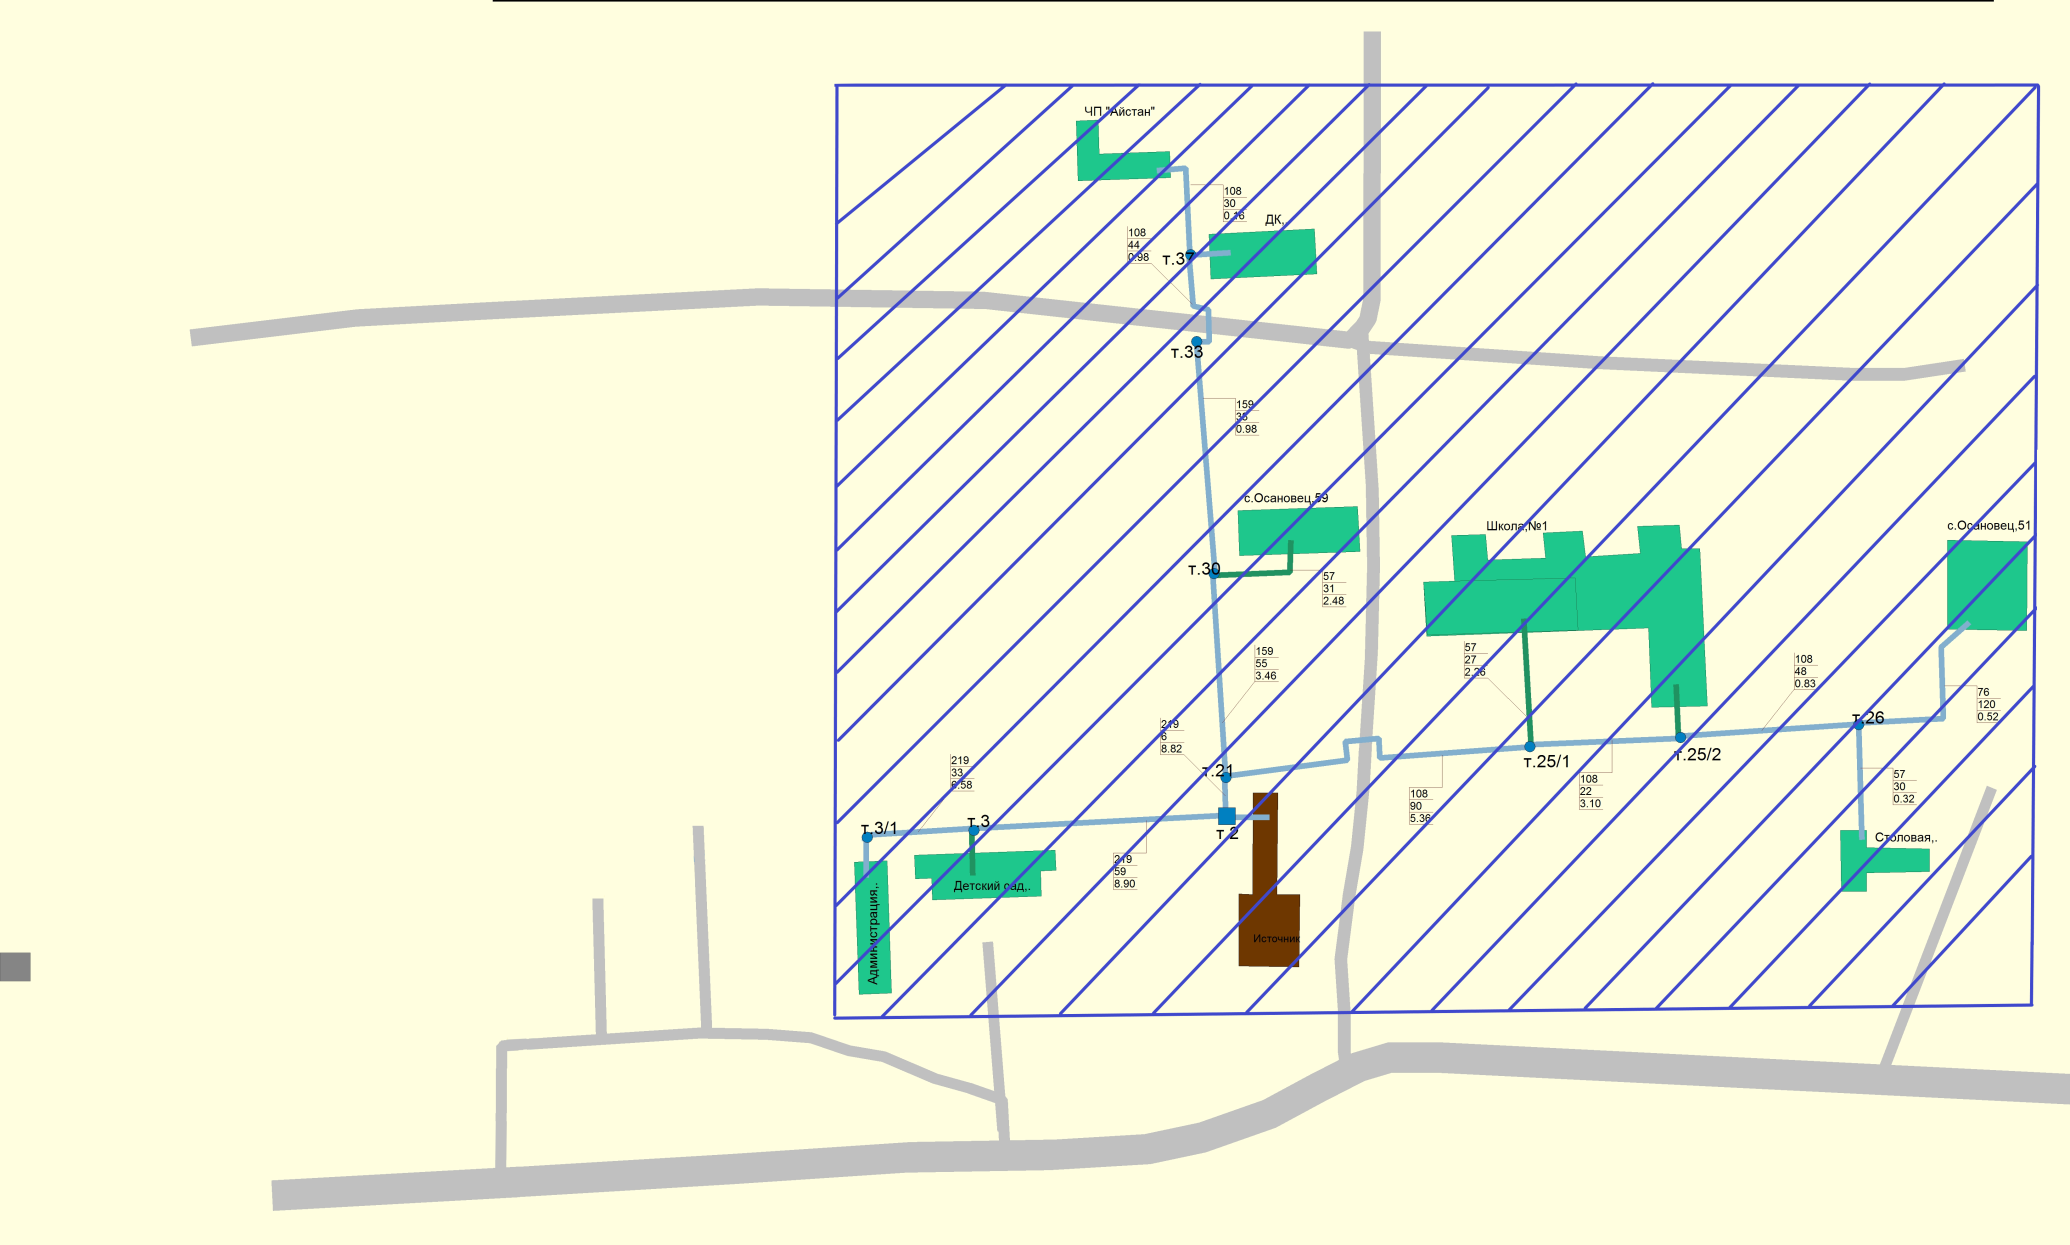 ЧП "Айстан"
108
30
0.16
ДК,.
108
44
0.98
т.37
т.33
159
35
0.98
с.Осановец,59
Школа,№1
с.Осановец,51
т.30
57
31
2.48
159
55
3.46
57
27
2.26
108
48
0.83
76
120
0.52
219
6
8.82
т.26
219
33
6.58
т.21
т.25/1
т.25/2
108
90
5.36
108
22
3.10
57
30
0.32
т.3/1
т.3
т.2
Столовая,.
219
59
8.90
Детский сад,.
Администрация,.
Источник